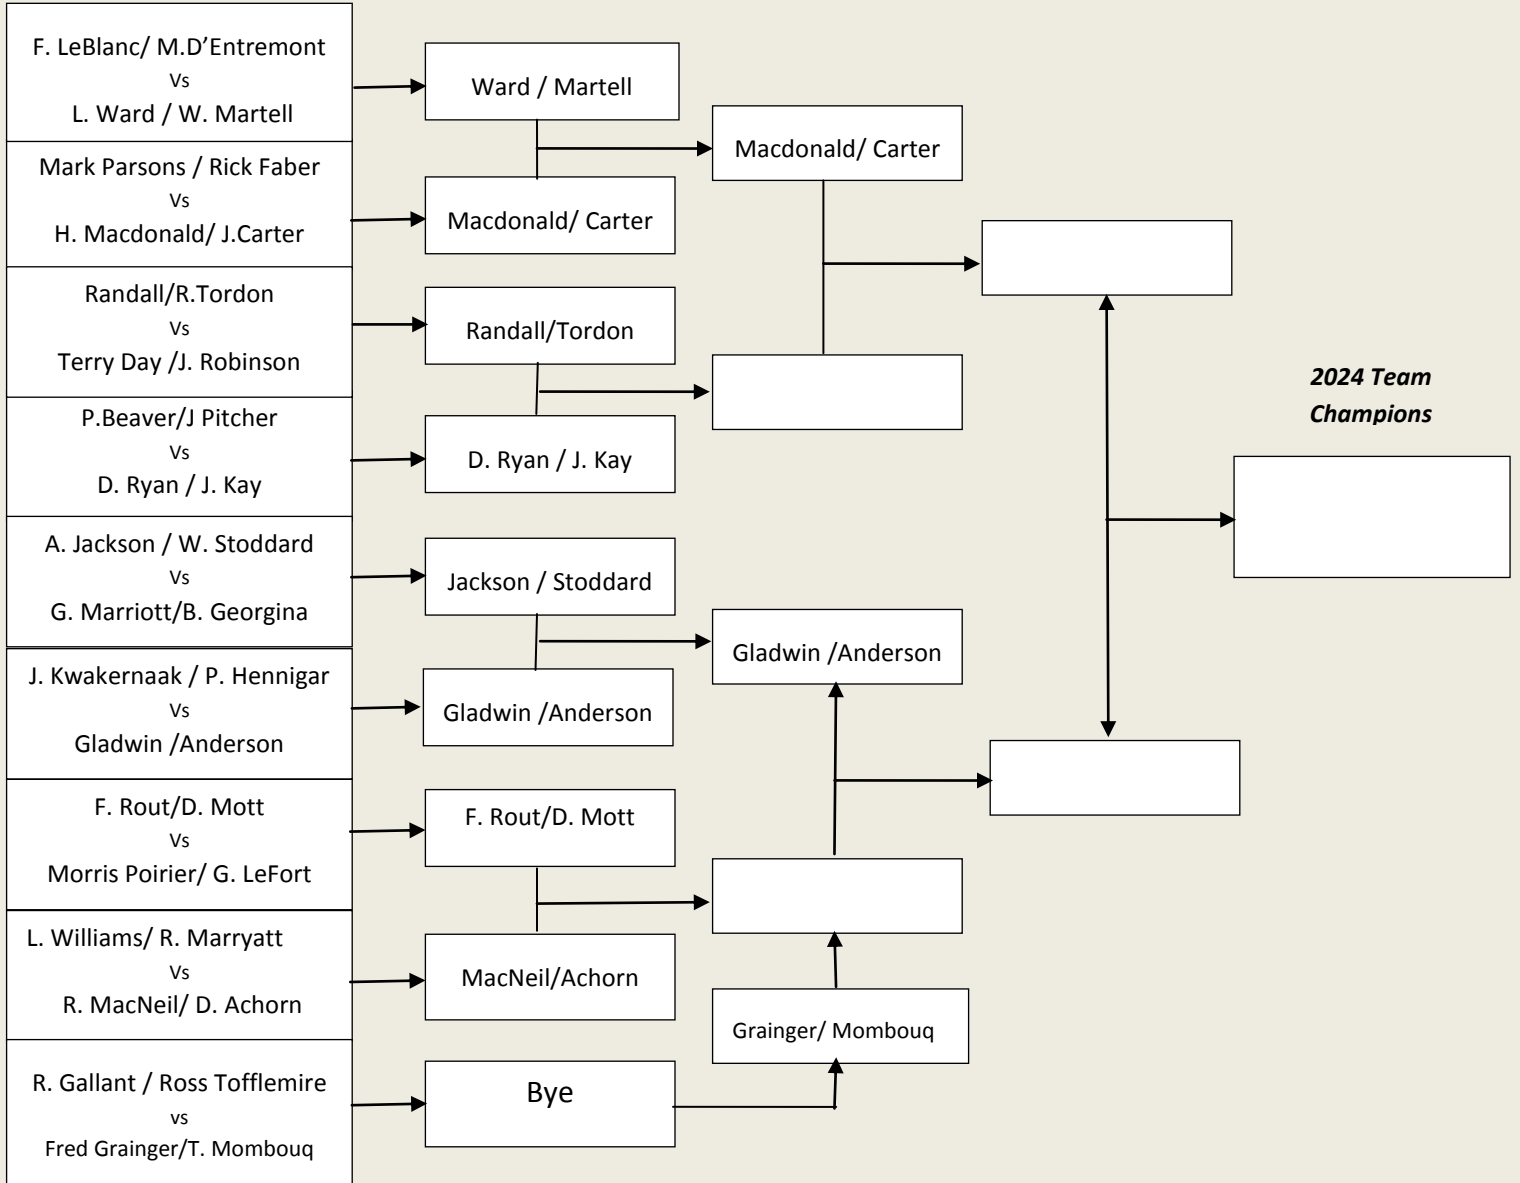 F. LeBlanc/ M.D’Entremont
Vs
L. Ward / W. Martell
Mark Parsons / Rick Faber
Vs
H. Macdonald/ J.Carter
Randall/R.Tordon
Vs
Terry Day /J. Robinson
P.Beaver/J Pitcher
Vs
D. Ryan / J. Kay
A. Jackson / W. Stoddard
Vs
G. Marriott/B. Georgina
J. Kwakernaak / P. Hennigar
Vs
Gladwin /Anderson
F. Rout/D. Mott
Vs
Morris Poirier/ G. LeFort
L. Williams/ R. Marryatt
Vs
R. MacNeil/ D. Achorn
R. Gallant / Ross Tofflemire
vs
Fred Grainger/T. Mombouq
Ward / Martell
Macdonald/ Carter
Randall/Tordon
D. Ryan / J. Kay
Jackson / Stoddard
Gladwin /Anderson
F. Rout/D. Mott
MacNeil/Achorn
Bye
Macdonald/ Carter
Gladwin /Anderson
Grainger/ Mombouq
2024 Team
Champions